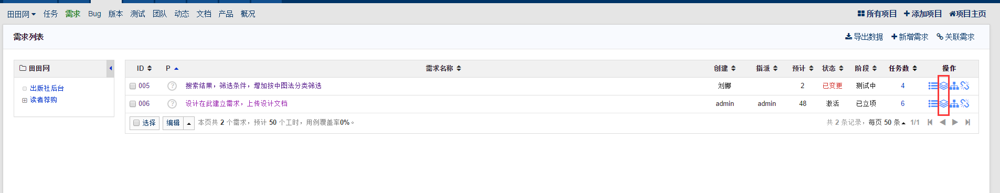 田田网 任务 需求 Bug 版本 测试 团队 动态 文档 产品 概况 所有项目 添加项目 项目主页
需求列表 导出数据 新增需求 关联需求
田田网
出版社后台
读者荐购
ID P 需求名称 创建 指派 预计 状态 阶段 任务数 操作
005 ? 搜索结果，筛选条件，增加按中图法分类筛选 刘娜 2 已变更 测试中 4
006 ? 设计在此建立需求，上传设计文档 admin admin 48 激活 已立项 6
选择 编辑 本页共 2 个需求，预计 50 个工时，用例覆盖率0%。 共 2 条记录，每页 50 条 1/1